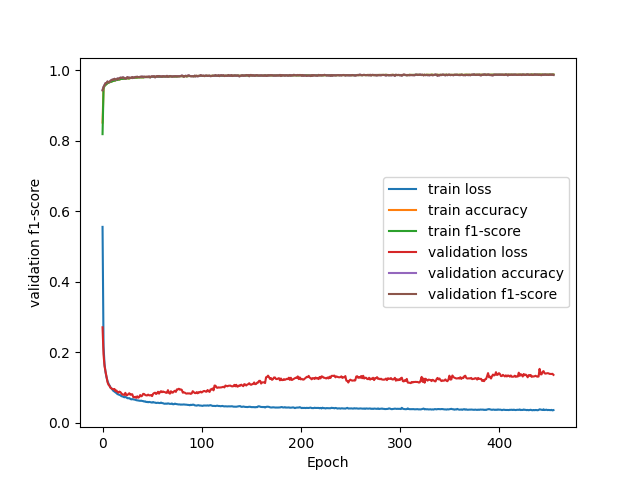 1.0
0.8
0.6
0.4
0.2
0.0
validation f1-score
train loss
train accuracy
train f1-score
validation loss
validation accuracy
validation f1-score
0
100
200
300
400
Epoch